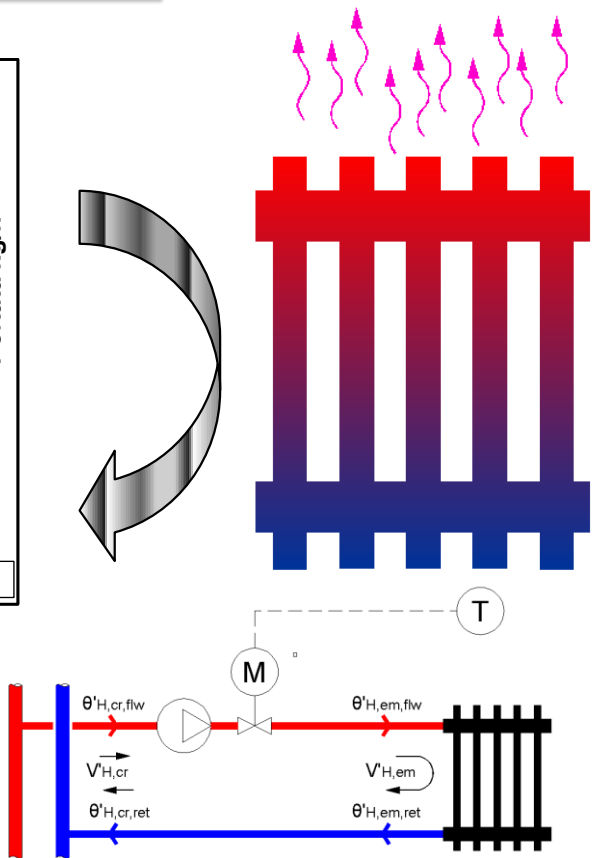 T
M
θ'H,cr,flw
θ'H,em,flw
V'H,cr
V'H,em
θ'H,cr,ret
θ'H,em,ret